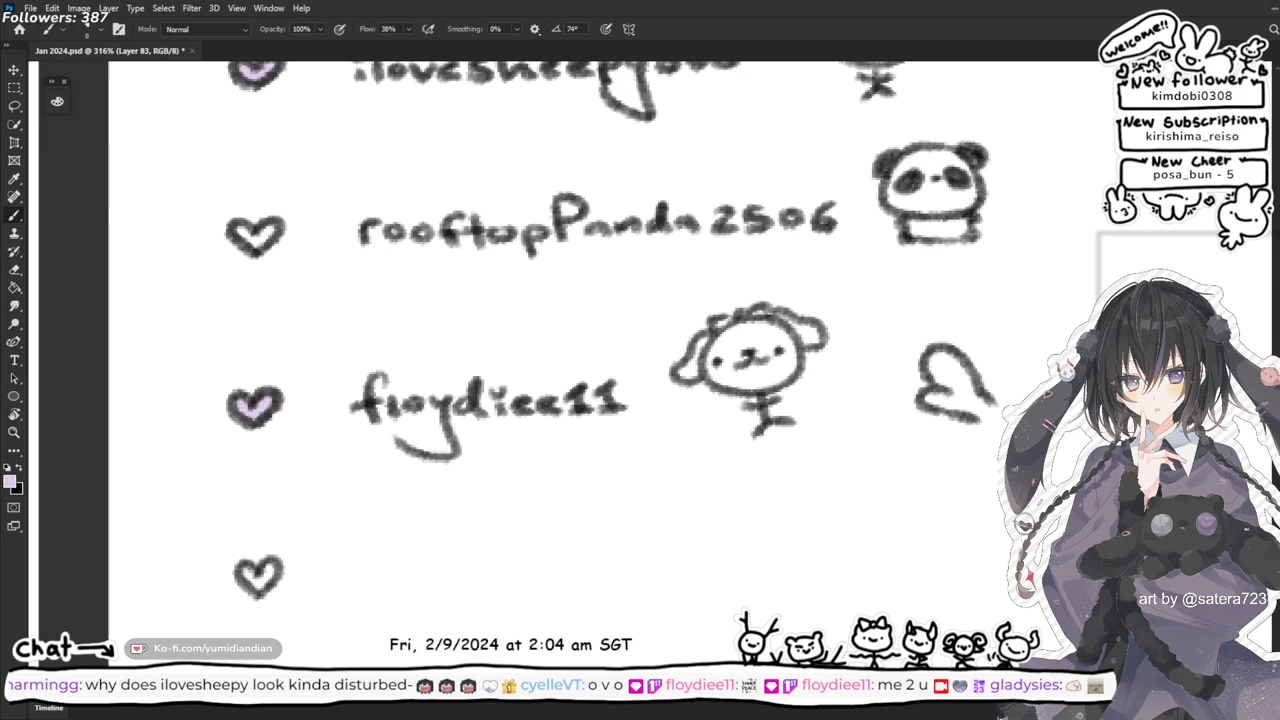 File Edit Image Layer Type Select Filter 3D View Window Help
Followers: 387
Mode: Normal Opacity: 100% Flow: 38% Smoothing: 0% 74°
Jan 2024.psd @ 316% (Layer 83, RGB/8) * ×
welcome!!
New follower
kimdobi0308
New Subscription
kirishima_reiso
New Cheer
posa_bun - 5
rooftopPanda2506
floydiee11
art by @satera723
Fri, 2/9/2024 at 2:04 am SGT
chat Ko-fi.com/yumidiandian
harmingg: why does ilovesheepy look kinda disturbed- cyelleVT: o v o floydiee11: floydiee11: me 2 u gladysies:
Timeline